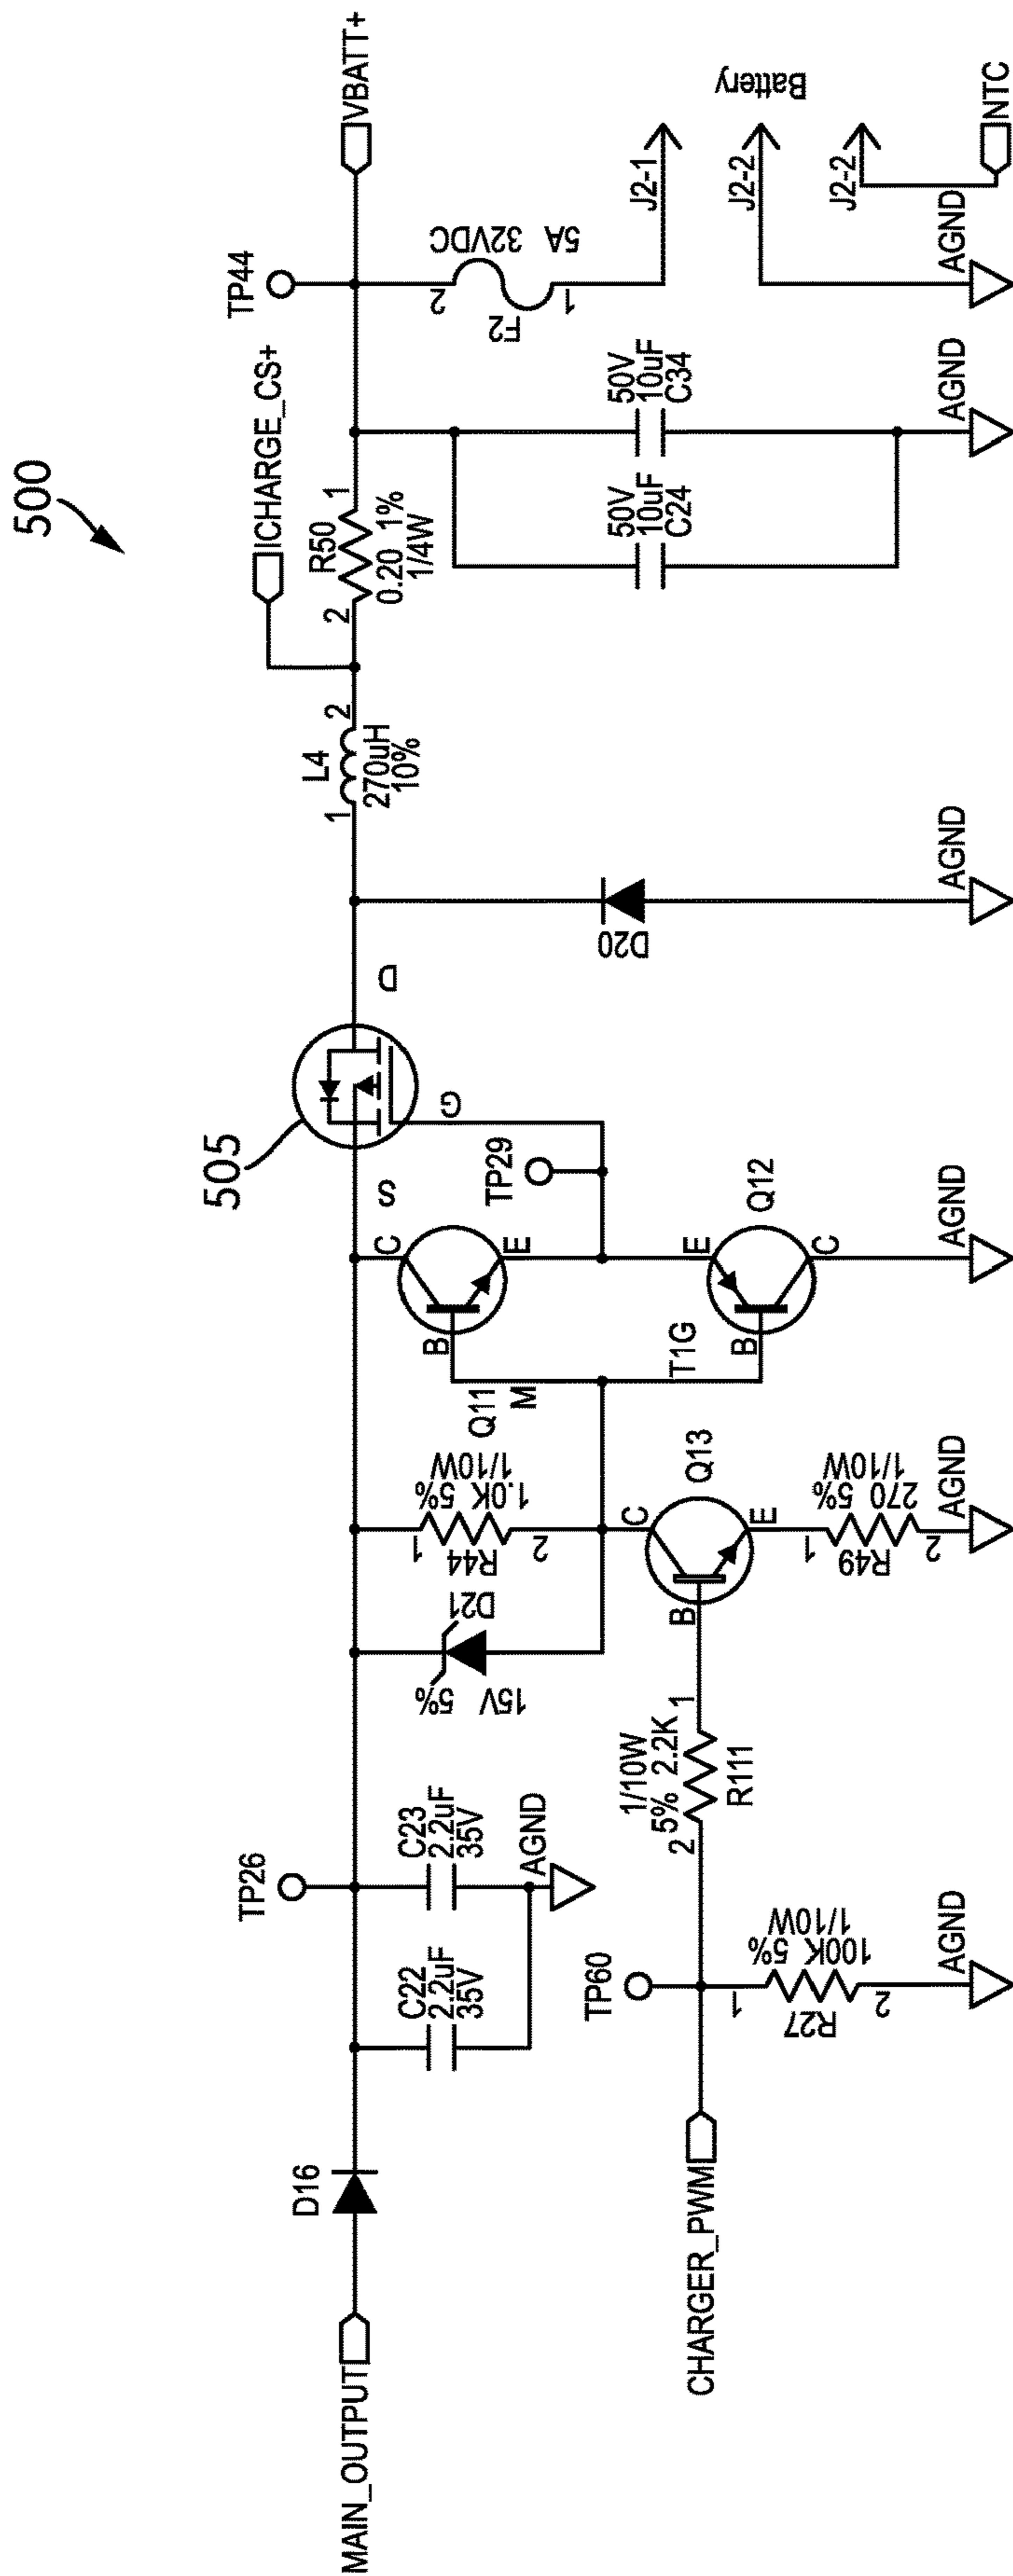 500
MAIN_OUTPUT
D16
TP26
C22
2.2uF
35V
C23
2.2uF
35V
AGND
CHARGER_PWM
TP60
1
R27
2
100K 5%
1/10W
AGND
1/10W
5% 2.2K
2
1
R111
15V 5%
D21
1
R44
2
1.0K 5%
1/10W
B
C
E
Q13
1
R49
2
270 5%
1/10W
AGND
Q11
M
B
C
E
T1G
B
E
C
Q12
AGND
TP29
505
S
G
D
D20
AGND
L4
1
2
270uH
10%
ICHARGE_CS+
R50
2
1
0.20 1%
1/4W
50V
10uF
C24
50V
10uF
C34
AGND
TP44
VBATT+
2
F2
1
5A 32VDC
J2-1
J2-2
J2-2
Battery
AGND
NTC